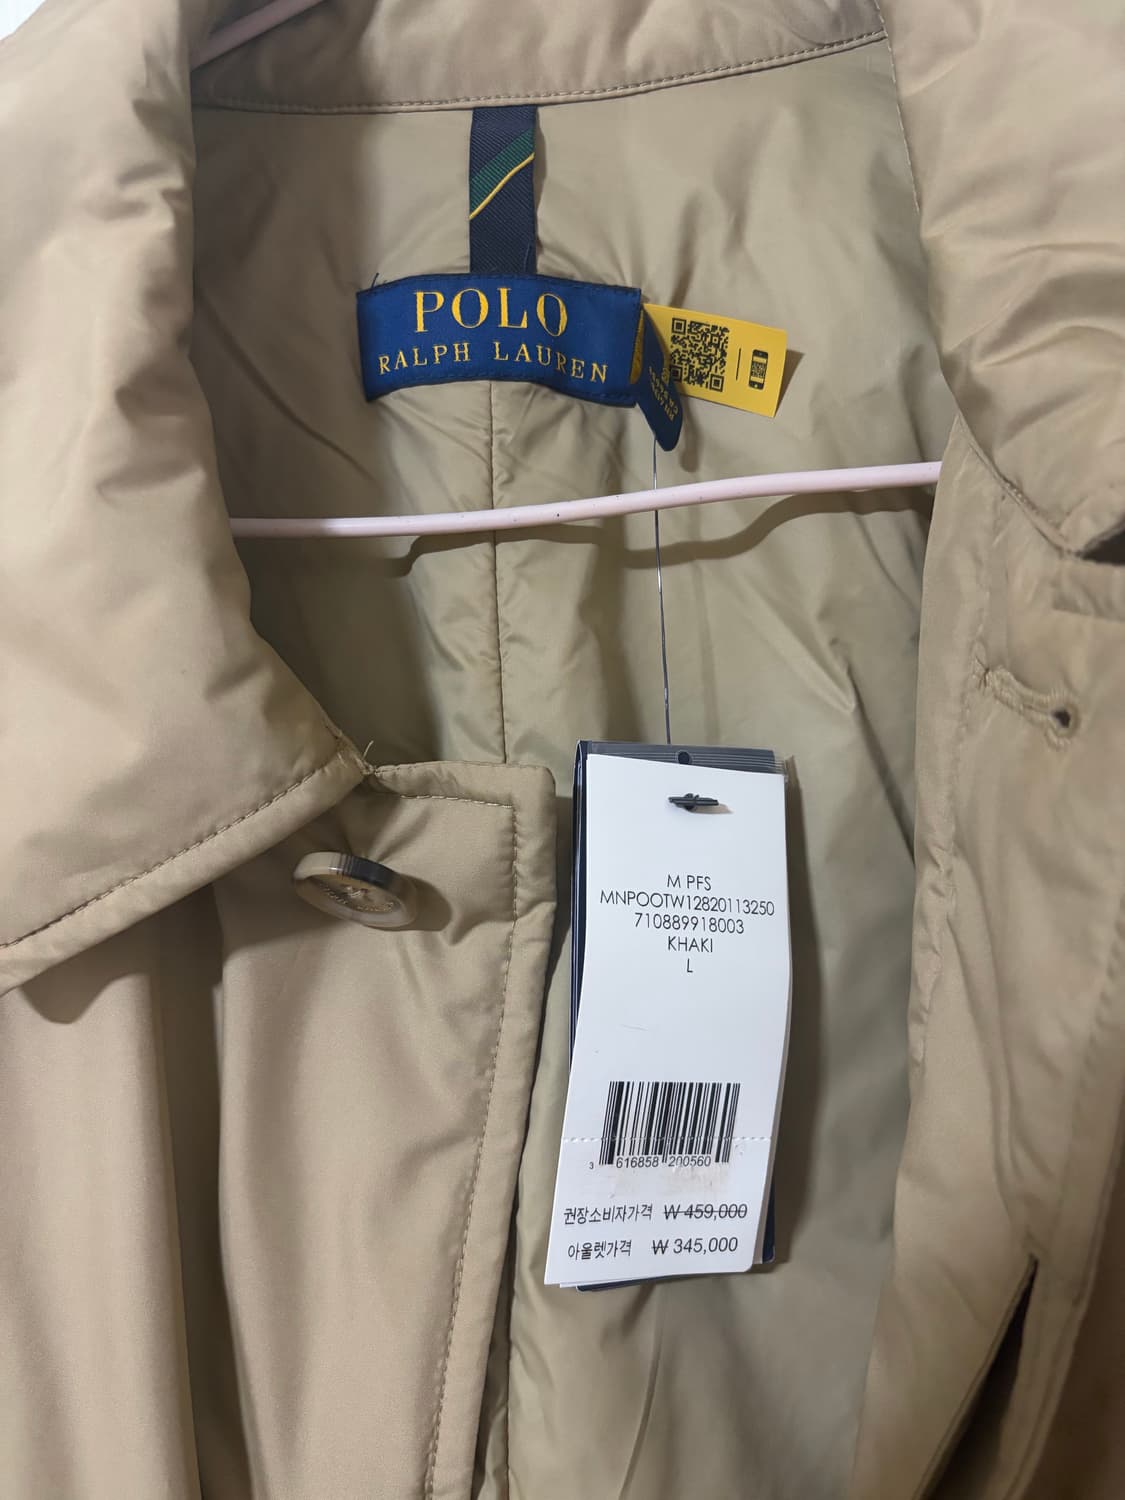 POLO
RALPH LAUREN
M PFS
MNPOOTW12820113250
710889918003
KHAKI
L
3 616858 200560
권장소비자가격 ₩ 459,000
아울렛가격 ₩ 345,000